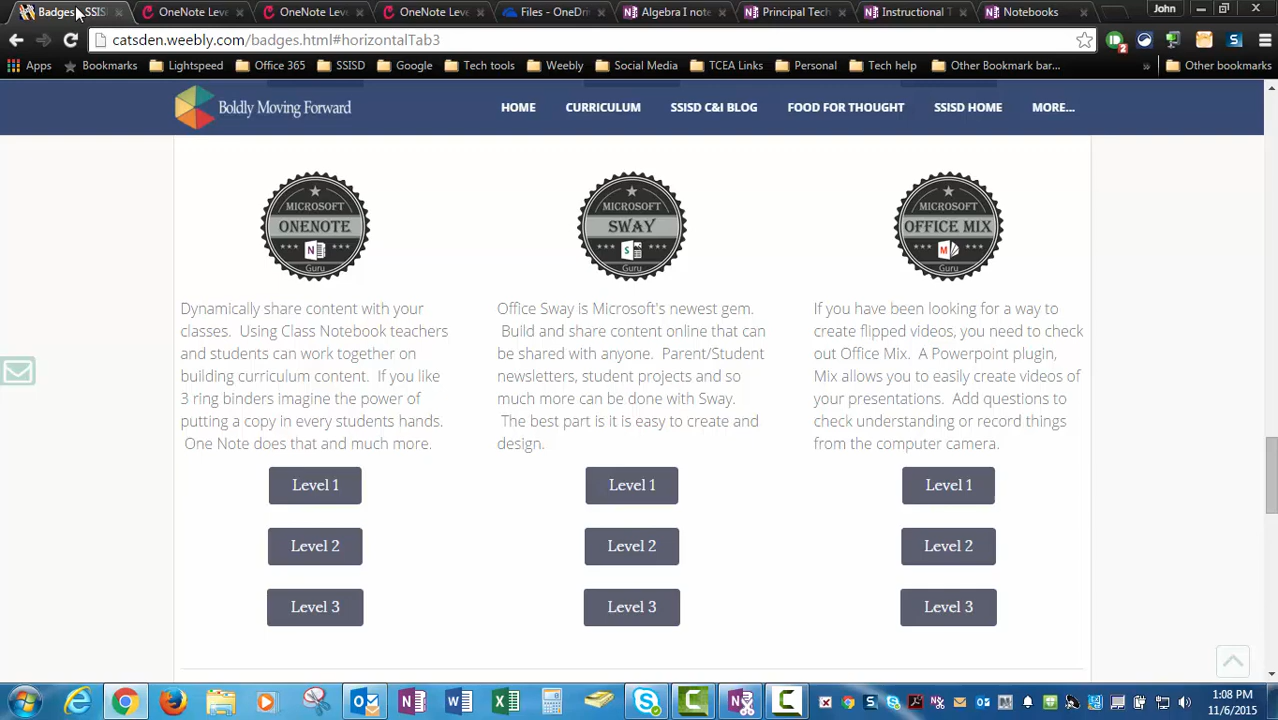 Badges - SSIS
OneNote Lev
OneNote Lev
OneNote Lev
Files - OneDri
Algebra I note
Principal Tech
Instructional T
Notebooks
John
catsden.weebly.com/badges.html#horizontalTab3
Apps
Bookmarks
Lightspeed
Office 365
SSISD
Google
Tech tools
Weebly
Social Media
TCEA Links
Personal
Tech help
Other Bookmark bar...
»
Other bookmarks
Boldly Moving Forward
HOME
CURRICULUM
SSISD C&I BLOG
FOOD FOR THOUGHT
SSISD HOME
MORE...
MICROSOFT
ONENOTE
Guru
MICROSOFT
SWAY
Guru
MICROSOFT
OFFICE MIX
Guru
Dynamically share content with your
classes. Using Class Notebook teachers
and students can work together on
building curriculum content. If you like
3 ring binders imagine the power of
putting a copy in every students hands.
One Note does that and much more.
Level 1
Level 2
Level 3
Office Sway is Microsoft's newest gem.
Build and share content online that can
be shared with anyone. Parent/Student
newsletters, student projects and so
much more can be done with Sway.
The best part is it is easy to create and
design.
Level 1
Level 2
Level 3
If you have been looking for a way to
create flipped videos, you need to check
out Office Mix. A Powerpoint plugin,
Mix allows you to easily create videos of
your presentations. Add questions to
check understanding or record things
from the computer camera.
Level 1
Level 2
Level 3
1:08 PM
11/6/2015